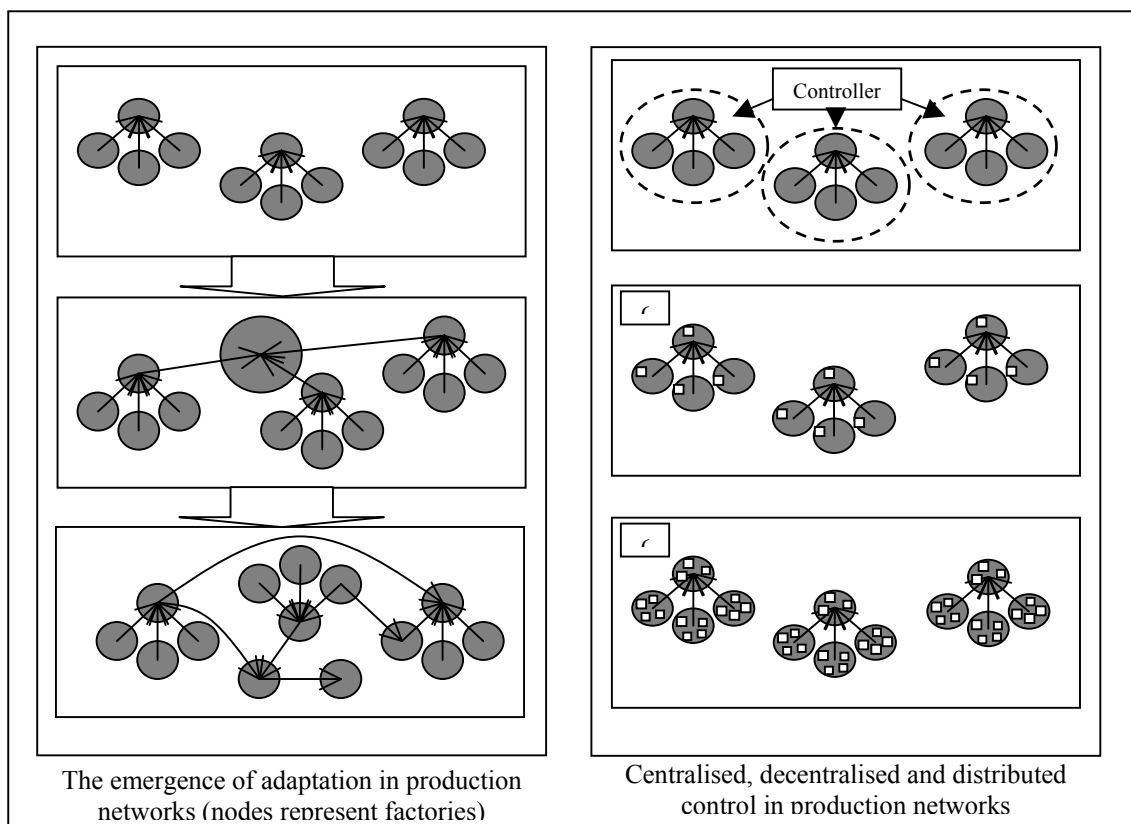 Controller
The emergence of adaptation in production
networks (nodes represent factories)
Centralised, decentralised and distributed
control in production networks